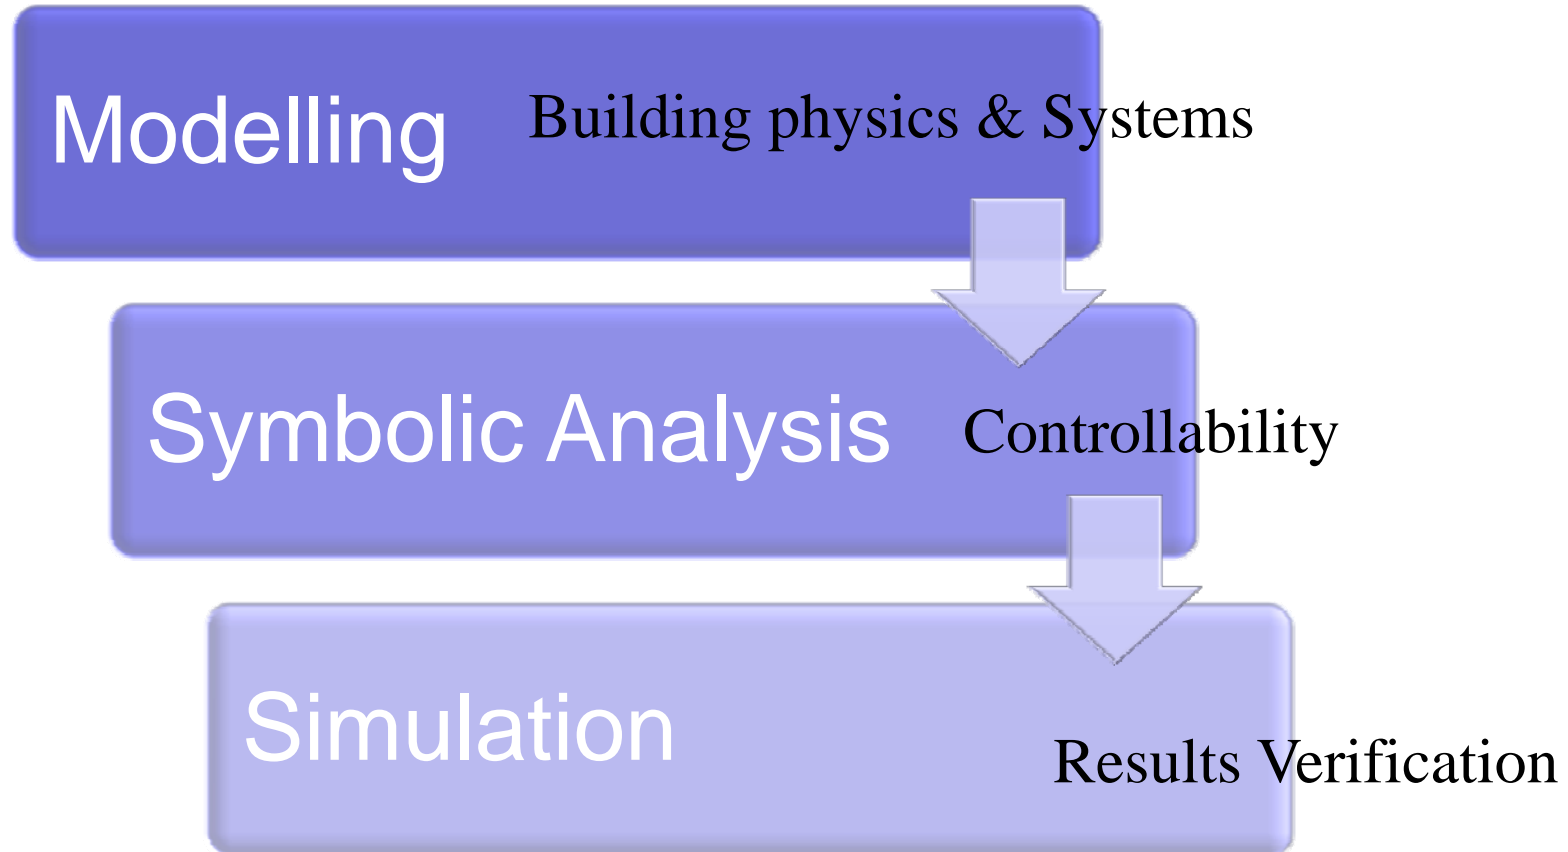 Modelling Building physics & Systems
Symbolic Analysis Controllability
Simulation
Results Verification